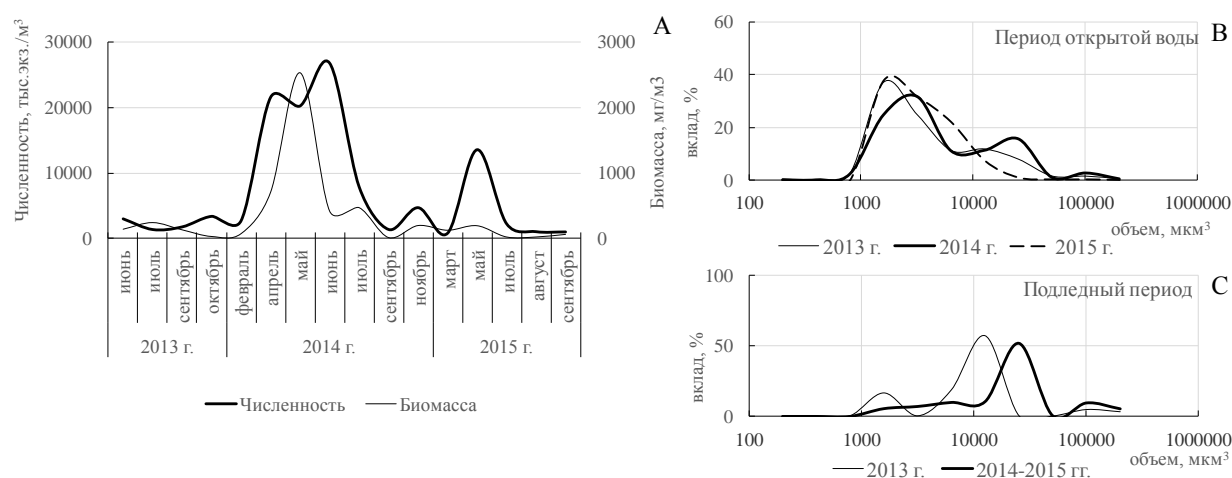 A
30000
20000
10000
0
Численность, тыс.экз./м³
3000
2000
1000
0
Биомасса, мг/м3
июнь
июль
сентябрь
октябрь
февраль
апрель
май
июнь
июль
сентябрь
ноябрь
март
май
июль
август
сентябрь
2013 г. 2014 г. 2015 г.
Численность Биомасса
B
Период открытой воды
60
40
20
0
вклад, %
100 1000 10000 100000 1000000
объем, мкм³
2013 г. 2014 г. 2015 г.
C
Подледный период
100
50
0
вклад, %
100 1000 10000 100000 1000000
объем, мкм³
2013 г. 2014-2015 гг.